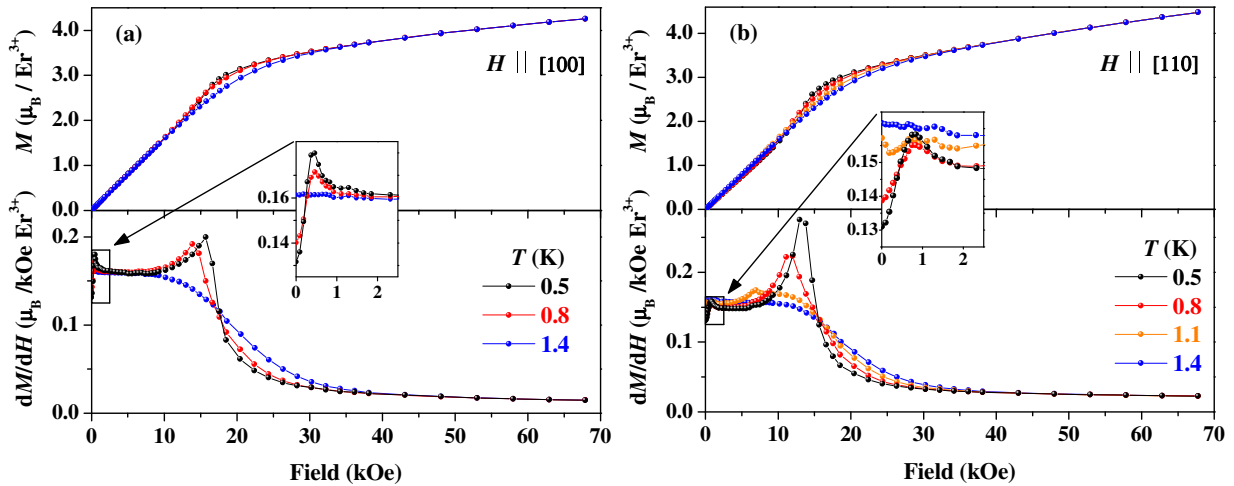 (a)
H || [100]
M (μB / Er3+)
4.0
3.0
2.0
1.0
0.0
0.16
0.14
0 1 2
dM/dH (μB /kOe Er3+)
0.2
0.1
0.0
T (K)
0.5
0.8
1.4
0 10 20 30 40 50 60 70
Field (kOe)
(b)
H || [110]
M (μB / Er3+)
4.0
3.0
2.0
1.0
0.0
0.15
0.14
0.13
0 1 2
dM/dH (μB /kOe Er3+)
0.3
0.2
0.1
0.0
T (K)
0.5
0.8
1.1
1.4
0 10 20 30 40 50 60 70
Field (kOe)